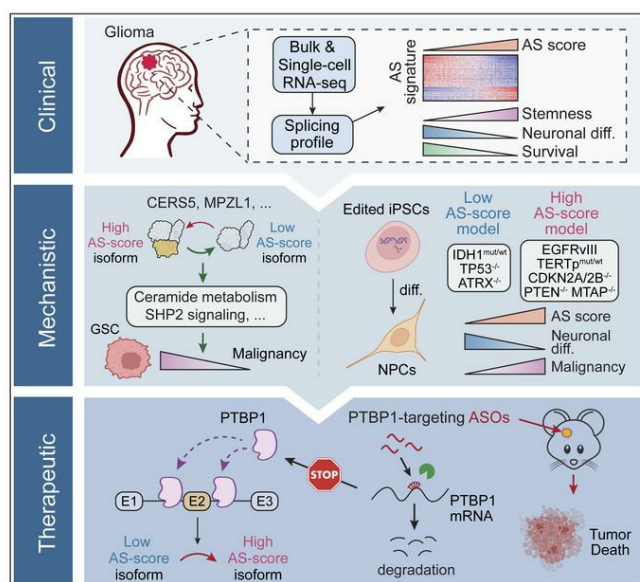 Clinical
Glioma
Bulk &
Single-cell
RNA-seq
Splicing
profile
AS
signature
AS score
Stemness
Neuronal diff.
Survival
Mechanistic
CERS5, MPZL1, ...
High
AS-score
isoform
Low
AS-score
isoform
Ceramide metabolism
SHP2 signaling, ...
GSC
Malignancy
Edited iPSCs
diff.
NPCs
Low
AS-score
model
IDH1mut/wt
TP53-/-
ATRX-/-
High
AS-score
model
EGFRvIII
TERTpmut/wt
CDKN2A/2B-/-
PTEN-/- MTAP-/-
AS score
Neuronal
diff.
Malignancy
Therapeutic
PTBP1
E1
E2
E3
Low
AS-score
isoform
High
AS-score
isoform
STOP
PTBP1-targeting ASOs
PTBP1
mRNA
degradation
Tumor
Death